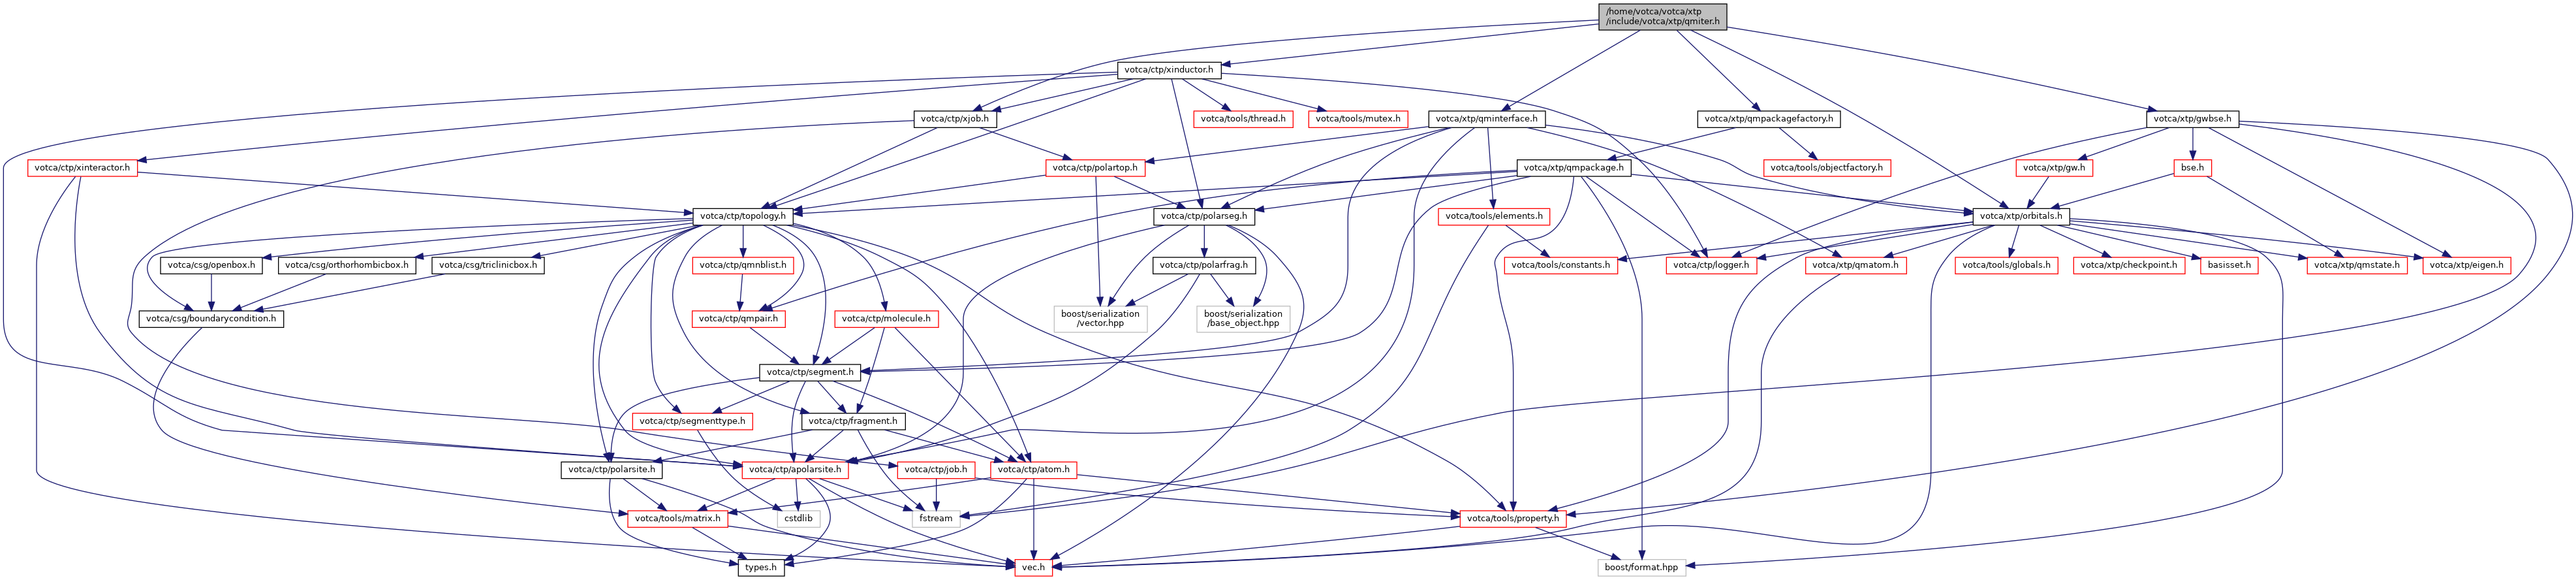 /home/votca/votca/xtp
/include/votca/xtp/qmiter.h
votca/ctp/xinductor.h
votca/ctp/xjob.h
votca/tools/thread.h
votca/tools/mutex.h
votca/xtp/qminterface.h
votca/xtp/qmpackagefactory.h
votca/xtp/gwbse.h
votca/ctp/xinteractor.h
votca/ctp/polartop.h
votca/xtp/qmpackage.h
votca/tools/objectfactory.h
votca/xtp/gw.h
bse.h
votca/ctp/topology.h
votca/ctp/polarseg.h
votca/tools/elements.h
votca/xtp/orbitals.h
votca/csg/openbox.h
votca/csg/orthorhombicbox.h
votca/csg/triclinicbox.h
votca/ctp/qmnblist.h
votca/ctp/polarfrag.h
votca/tools/constants.h
votca/ctp/logger.h
votca/xtp/qmatom.h
votca/tools/globals.h
votca/xtp/checkpoint.h
basisset.h
votca/xtp/qmstate.h
votca/xtp/eigen.h
votca/csg/boundarycondition.h
votca/ctp/qmpair.h
votca/ctp/molecule.h
boost/serialization
/vector.hpp
boost/serialization
/base_object.hpp
votca/ctp/segment.h
votca/ctp/segmenttype.h
votca/ctp/fragment.h
votca/ctp/polarsite.h
votca/ctp/apolarsite.h
votca/ctp/job.h
votca/ctp/atom.h
votca/tools/matrix.h
cstdlib
fstream
votca/tools/property.h
types.h
vec.h
boost/format.hpp